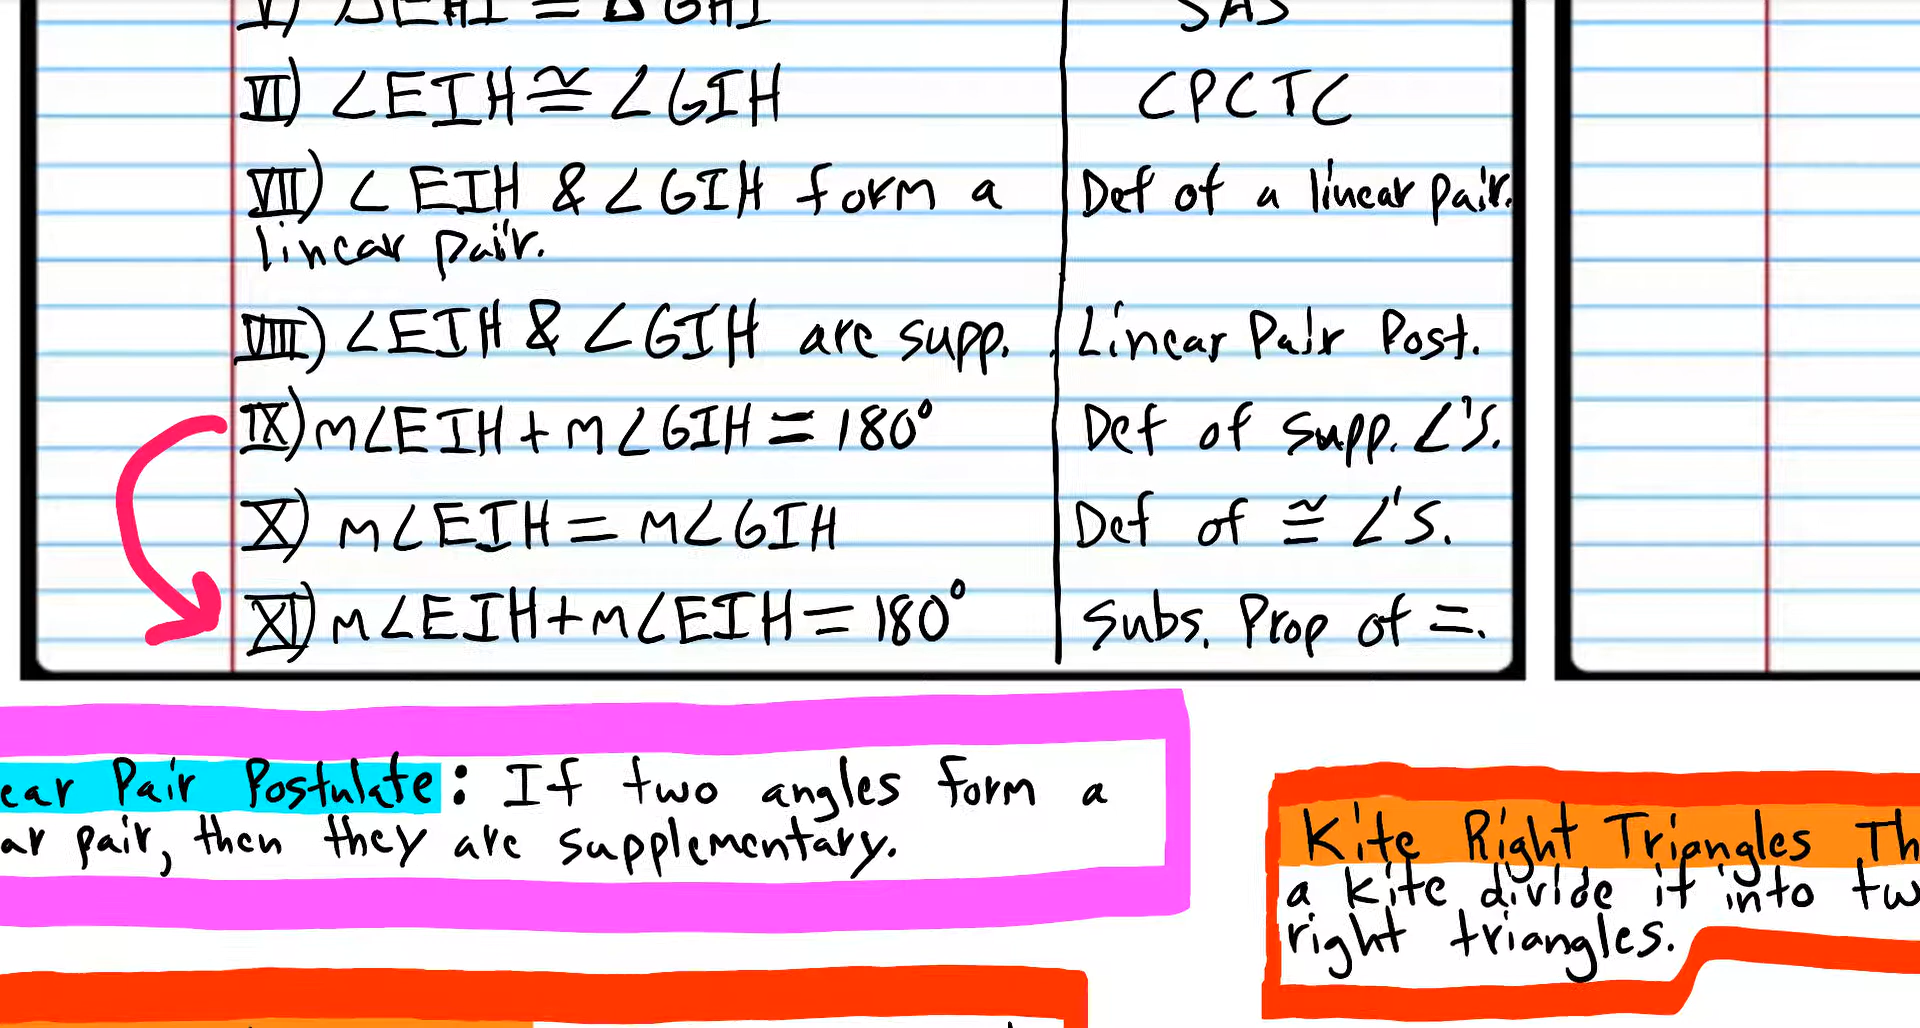 V) △EHI ≅ △GHI SAS
VI) ∠EIH ≅ ∠GIH CPCTC
VII) ∠EIH & ∠GIH form a Def of a linear pair.
linear pair.
VIII) ∠EIH & ∠GIH are supp. Linear Pair Post.
IX) m∠EIH + m∠GIH = 180° Def of supp. ∠'s.
X) m∠EIH = m∠GIH Def of ≅ ∠'s.
XI) m∠EIH + m∠EIH = 180° Subs. Prop of =.
ear Pair Postulate: If two angles form a
ar pair, then they are supplementary.
Kite Right Triangles Th
a kite divide it into tw
right triangles.